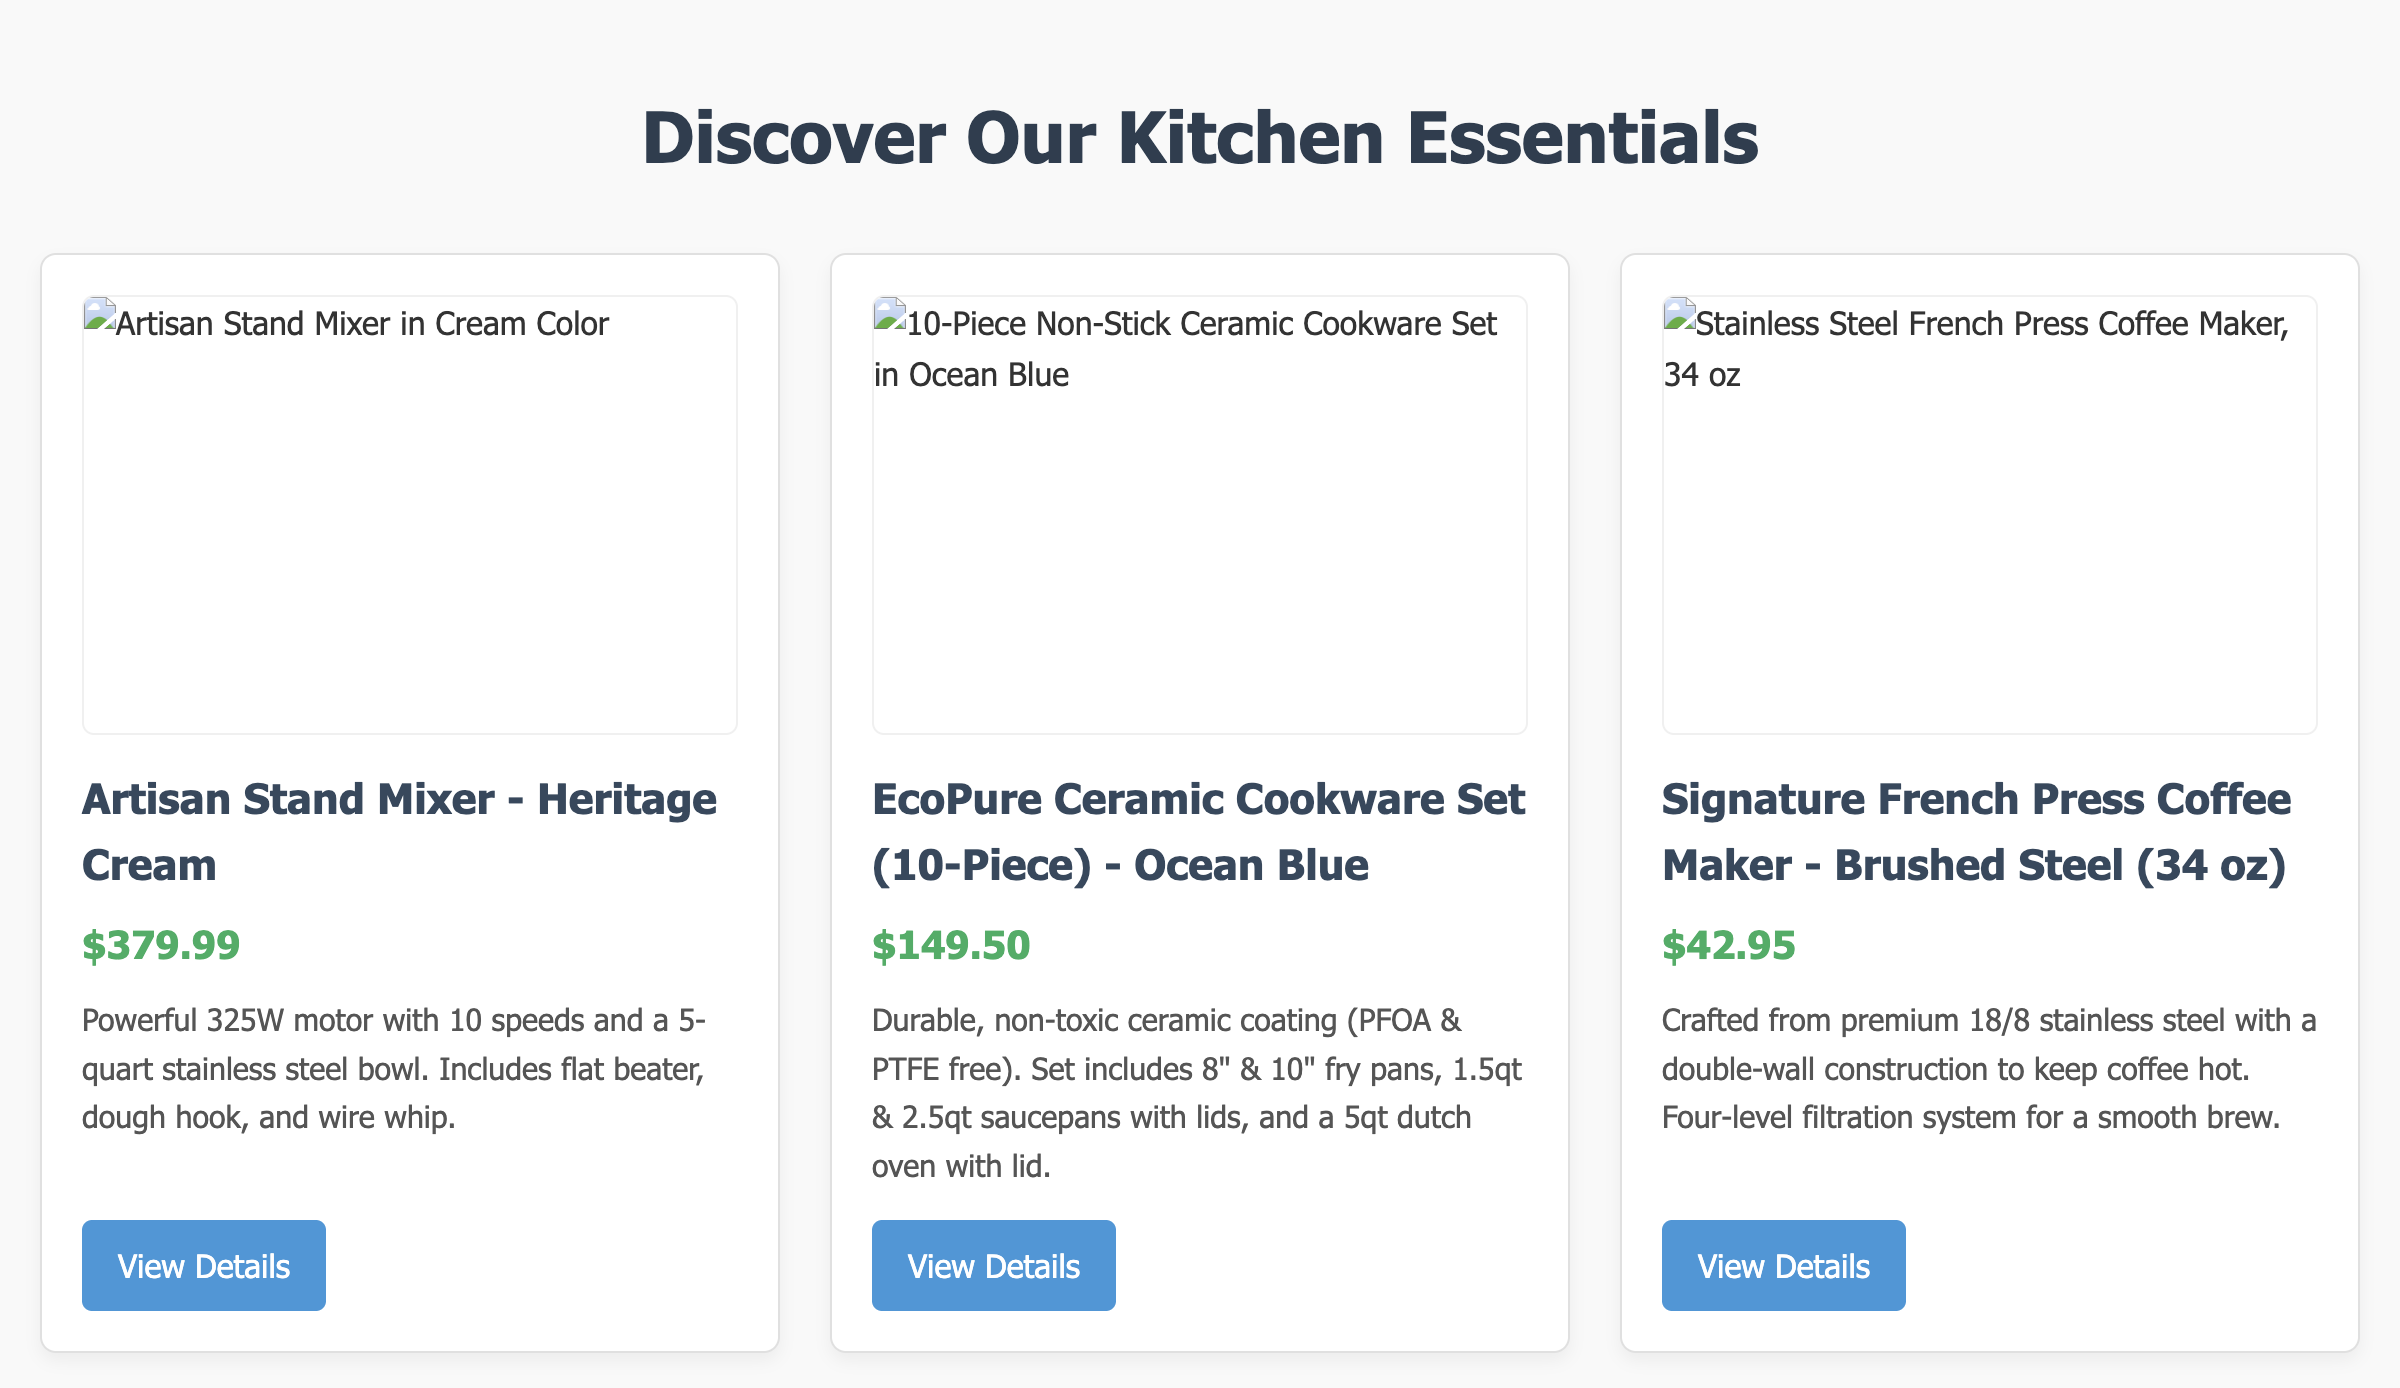 Discover Our Kitchen Essentials
Artisan Stand Mixer in Cream Color
Artisan Stand Mixer - Heritage
Cream
$379.99
Powerful 325W motor with 10 speeds and a 5-
quart stainless steel bowl. Includes flat beater,
dough hook, and wire whip.
View Details
10-Piece Non-Stick Ceramic Cookware Set
in Ocean Blue
EcoPure Ceramic Cookware Set
(10-Piece) - Ocean Blue
$149.50
Durable, non-toxic ceramic coating (PFOA &
PTFE free). Set includes 8" & 10" fry pans, 1.5qt
& 2.5qt saucepans with lids, and a 5qt dutch
oven with lid.
View Details
Stainless Steel French Press Coffee Maker,
34 oz
Signature French Press Coffee
Maker - Brushed Steel (34 oz)
$42.95
Crafted from premium 18/8 stainless steel with a
double-wall construction to keep coffee hot.
Four-level filtration system for a smooth brew.
View Details